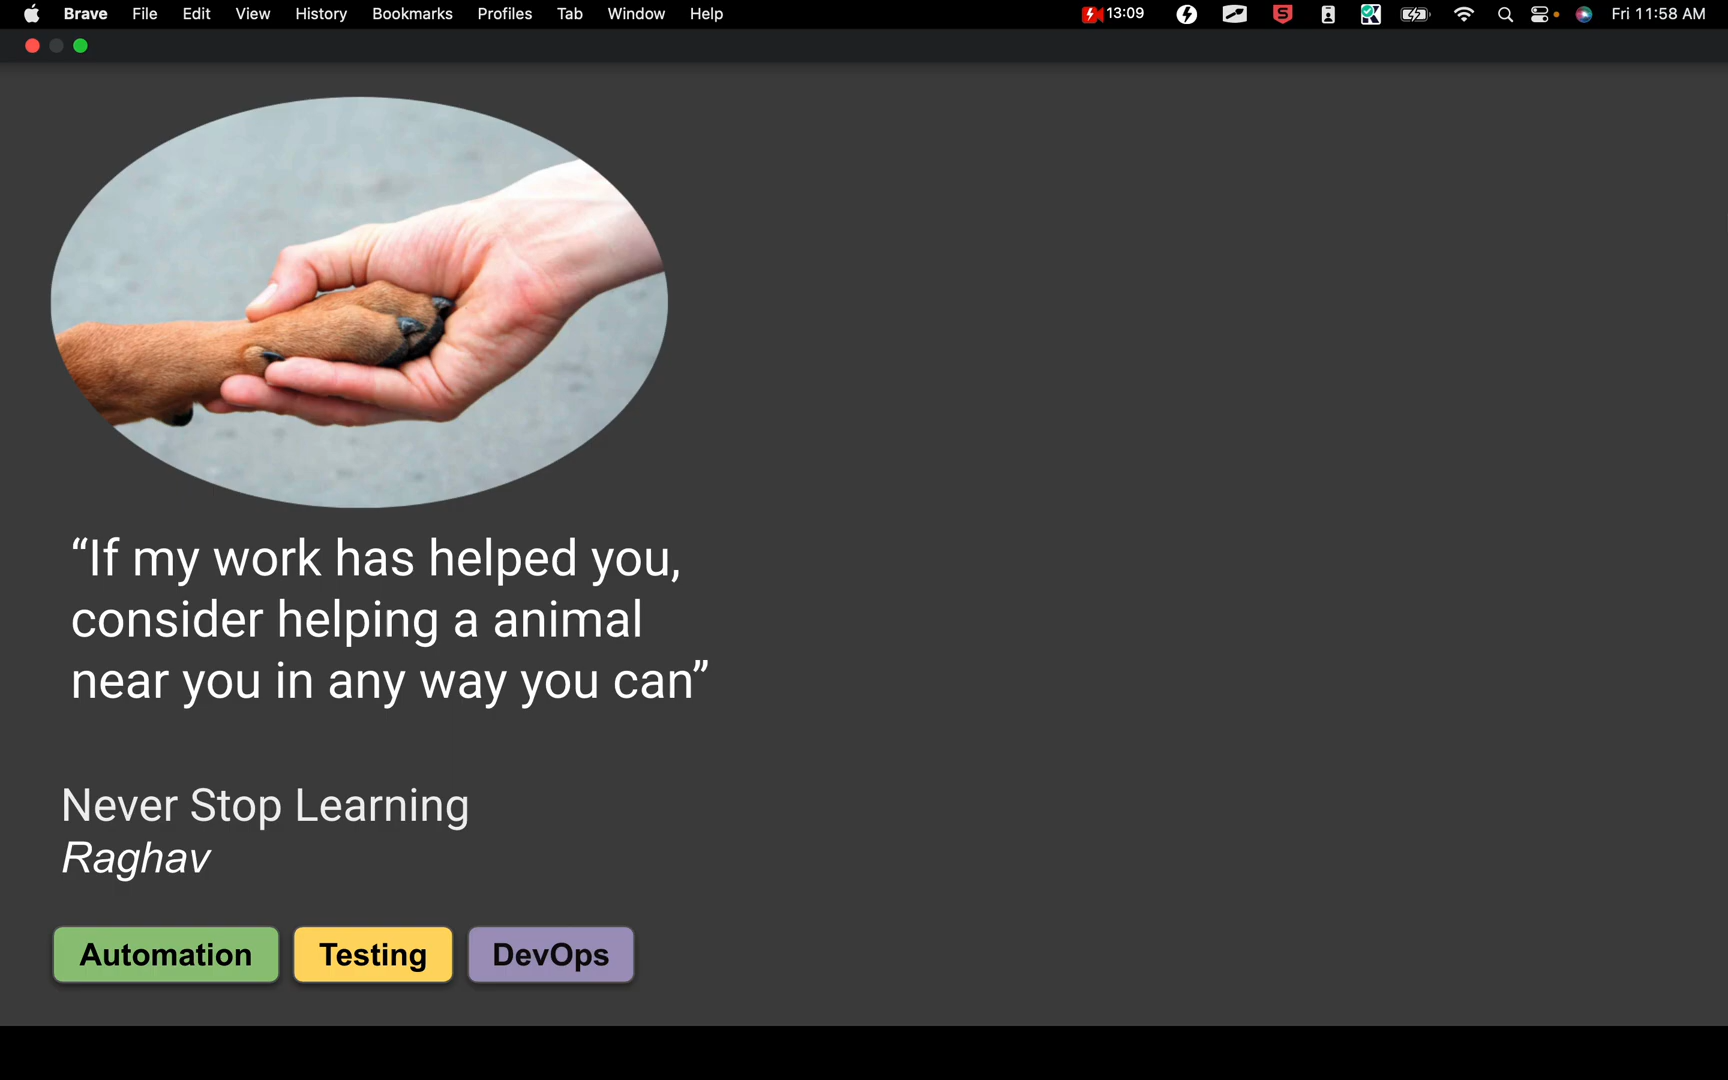 Brave File Edit View History Bookmarks Profiles Tab Window Help 13:09 Fri 11:58 AM
“If my work has helped you,
consider helping a animal
near you in any way you can”
Never Stop Learning
Raghav
Automation Testing DevOps